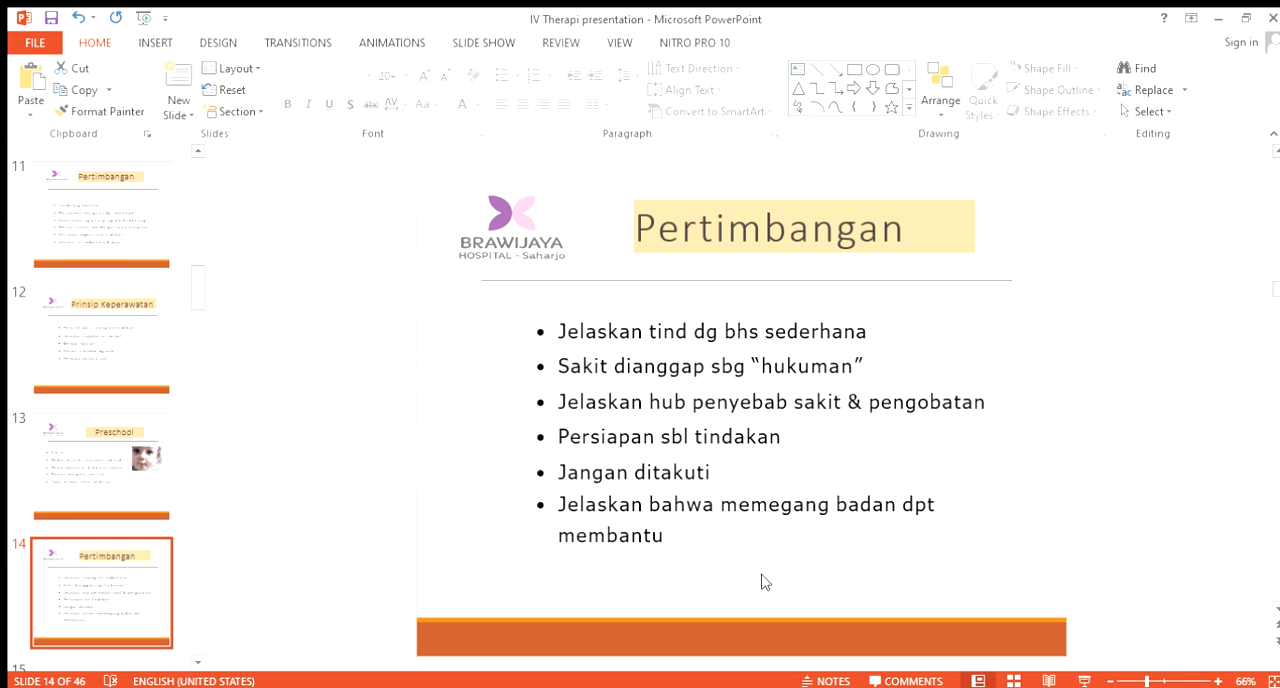 IV Therapi presentation - Microsoft PowerPoint
?
FILE HOME INSERT DESIGN TRANSITIONS ANIMATIONS SLIDE SHOW REVIEW VIEW NITRO PRO 10 Sign in
Paste
Cut
Copy
Format Painter
Clipboard
New
Slide
Layout
Reset
Section
Slides
20+
B I U S abc AV Aa A
Font
Text Direction
Align Text
Convert to SmartArt
Paragraph
Arrange
Quick
Styles
Shape Fill
Shape Outline
Shape Effects
Drawing
Find
Replace
Select
Editing
11
Pertimbangan
12
Prinsip Keperawatan
13
Preschool
14
Pertimbangan
15
BRAWIJAYA
HOSPITAL - Saharjo
Pertimbangan
• Jelaskan tind dg bhs sederhana
• Sakit dianggap sbg “hukuman”
• Jelaskan hub penyebab sakit & pengobatan
• Persiapan sbl tindakan
• Jangan ditakuti
• Jelaskan bahwa memegang badan dpt
membantu
SLIDE 14 OF 46 ENGLISH (UNITED STATES) NOTES COMMENTS 66%